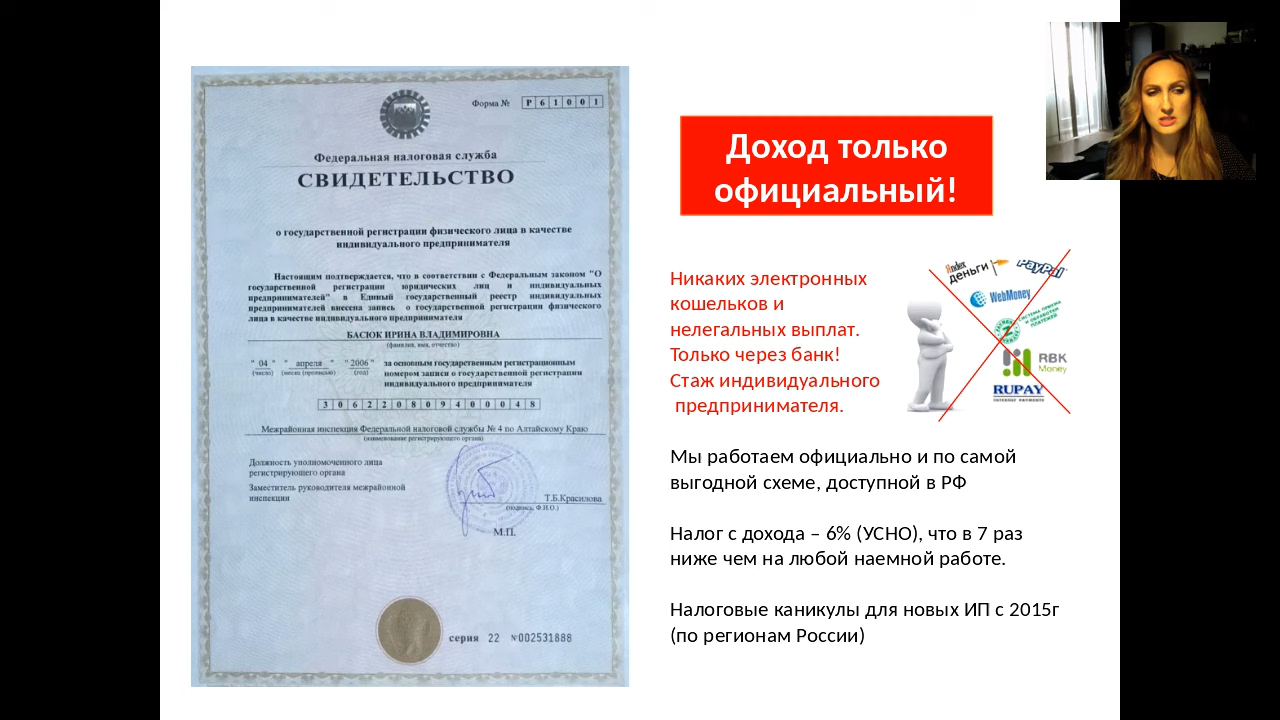 Форма № Р 6 1 0 0 1
Федеральная налоговая служба
СВИДЕТЕЛЬСТВО
о государственной регистрации физического лица в качестве
индивидуального предпринимателя
Настоящим подтверждается, что в соответствии с Федеральным законом "О
государственной регистрации юридических лиц и индивидуальных
предпринимателей" в Единый государственный реестр индивидуальных
предпринимателей внесена запись о государственной регистрации физического
лица в качестве индивидуального предпринимателя
БАСЮК ИРИНА ВЛАДИМИРОВНА
(фамилия, имя, отчество)
" 04 " " апреля " " 2006 " за основным государственным регистрационным
(число) (месяц (прописью) (год) номером записи о государственной регистрации
индивидуального предпринимателя
3 0 6 2 2 0 8 0 9 4 0 0 0 4 8
Межрайонная инспекция Федеральной налоговой службы № 4 по Алтайскому Краю
(наименование регистрирующего органа)
Должность уполномоченного лица
регистрирующего органа
Заместитель руководителя межрайонной
инспекции
Т.Б.Красилова
(подпись, Ф.И.О.)
М.П.
серия 22 №002531888
Доход только
официальный!
Никаких электронных
кошельков и
нелегальных выплат.
Только через банк!
Стаж индивидуального
предпринимателя.
Яndex
деньги
PayPal
WebMoney
RBK
Money
RUPAY
Мы работаем официально и по самой
выгодной схеме, доступной в РФ
Налог с дохода – 6% (УСНО), что в 7 раз
ниже чем на любой наемной работе.
Налоговые каникулы для новых ИП с 2015г
(по регионам России)